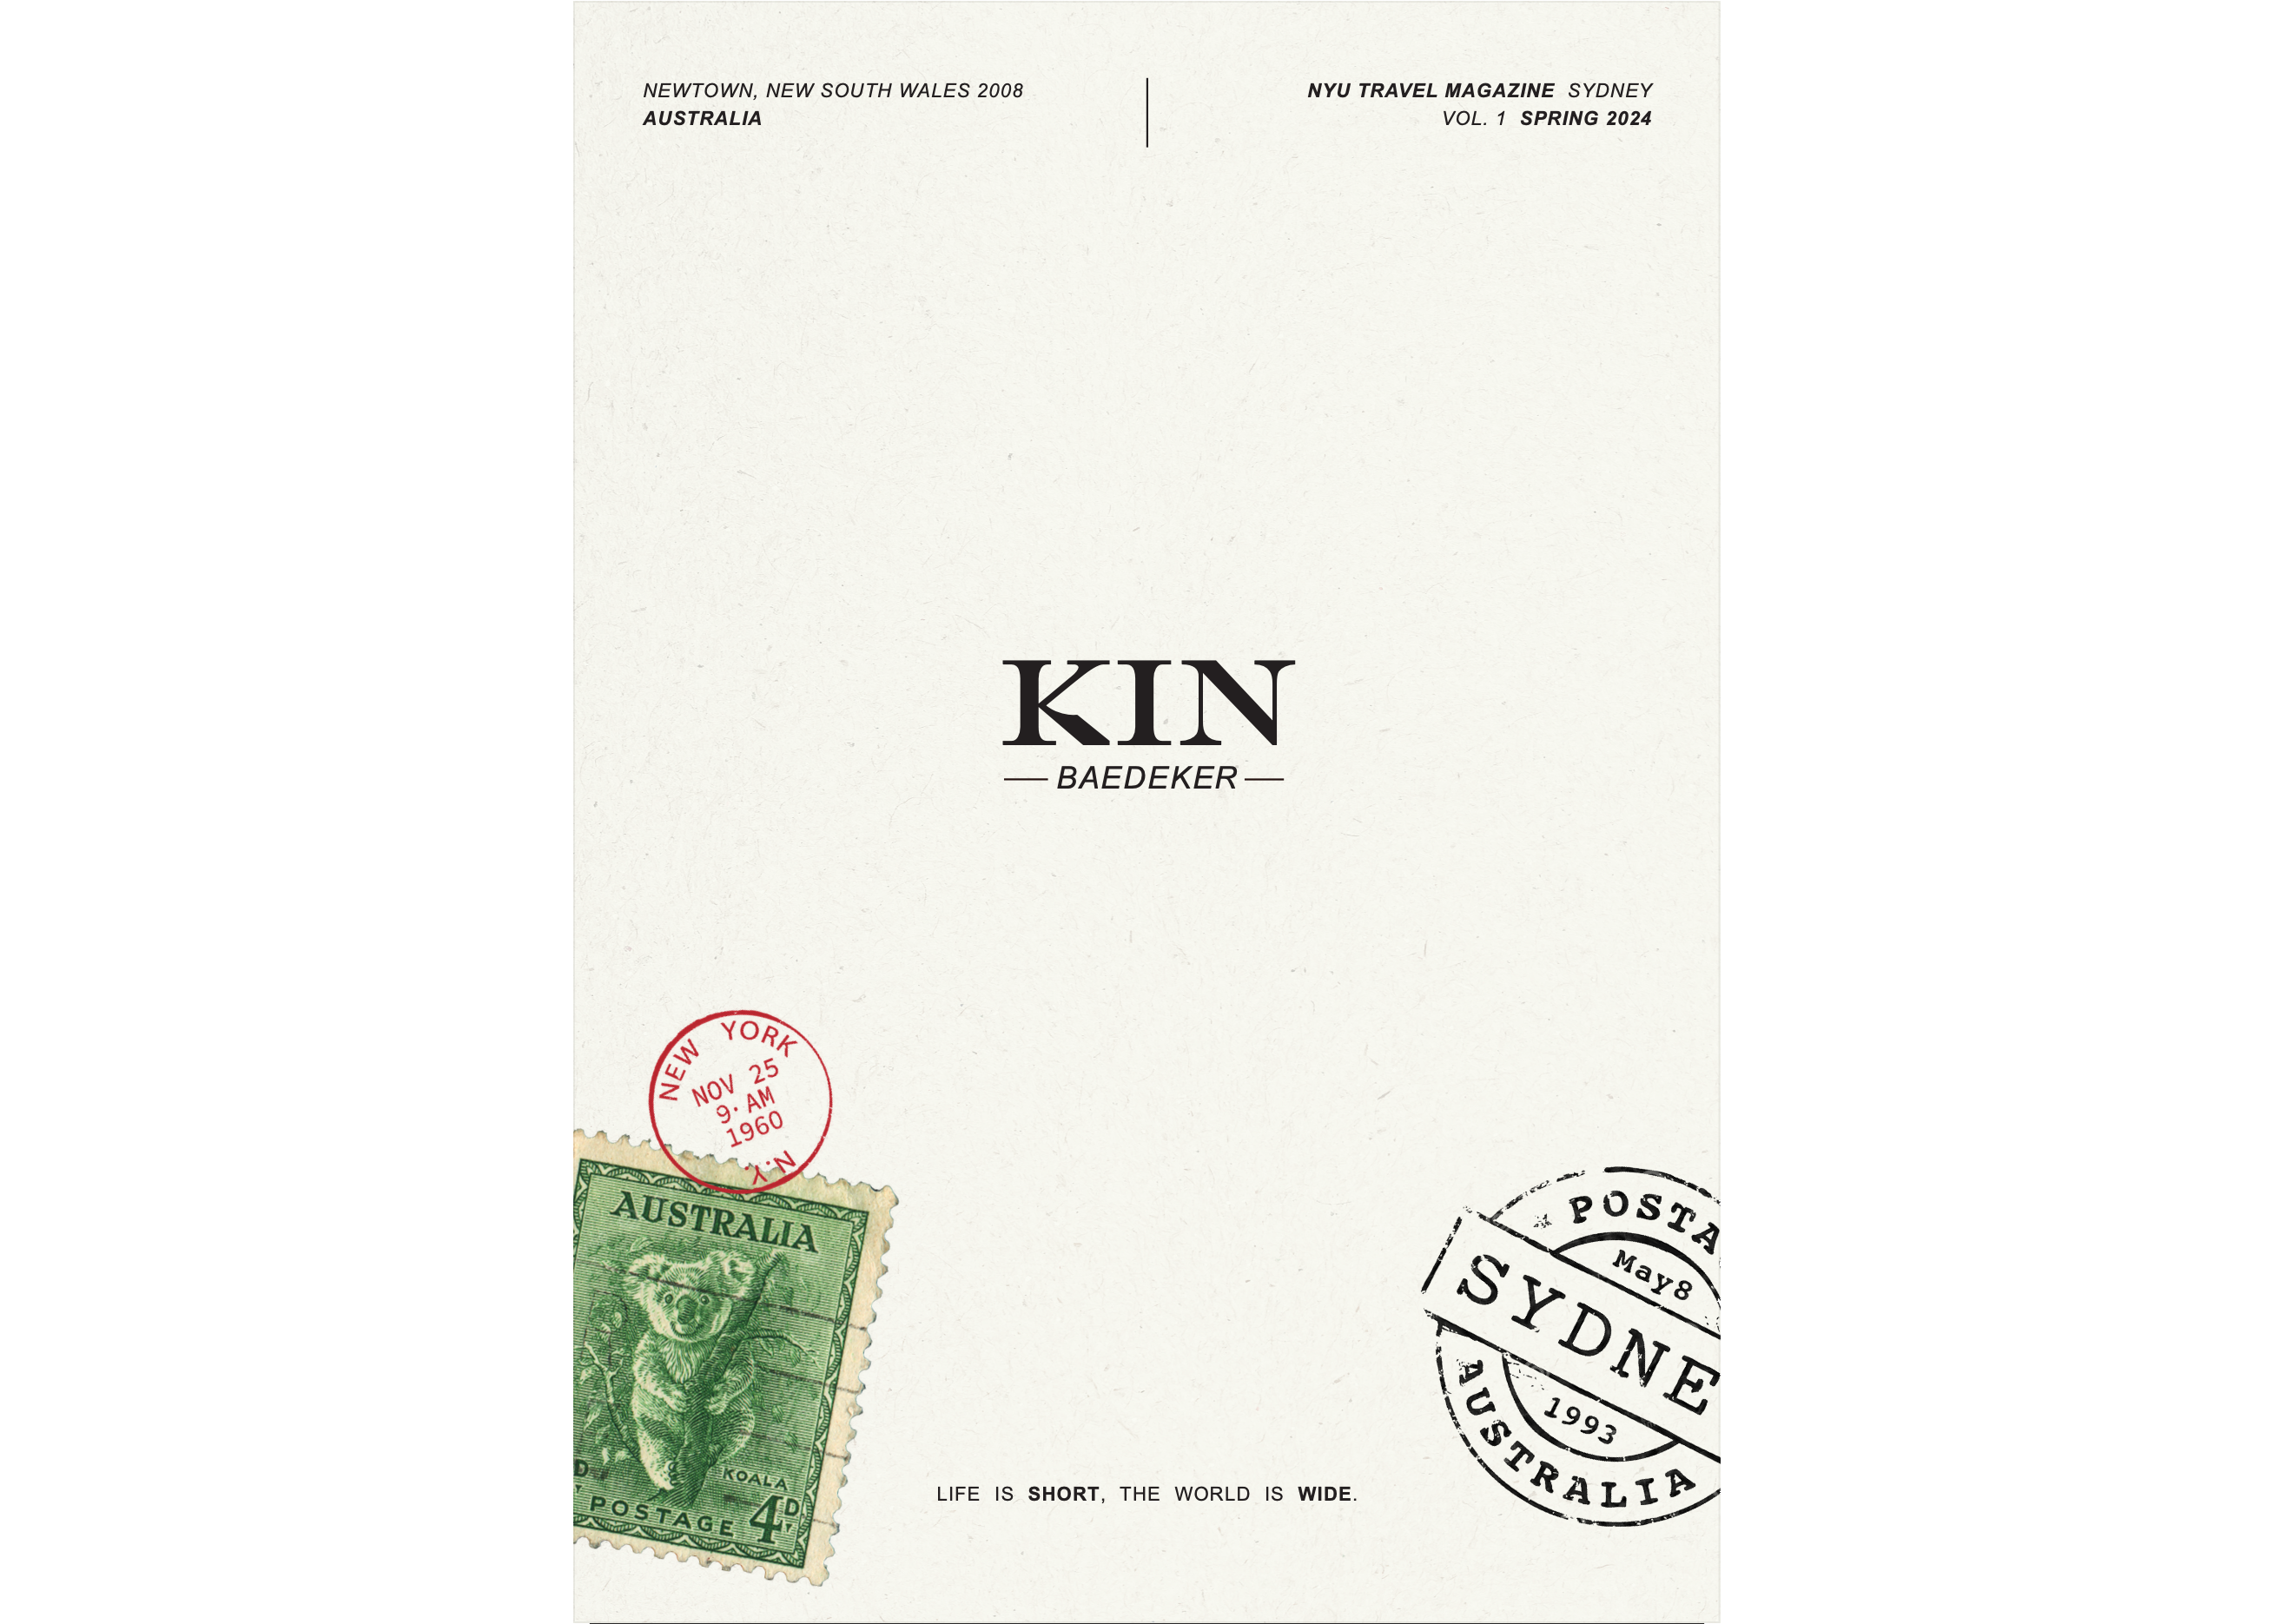 NEWTOWN, NEW SOUTH WALES 2008
AUSTRALIA
NYU TRAVEL MAGAZINE SYDNEY
VOL. 1 SPRING 2024
KIN
BAEDEKER
NEW YORK
NOV 25
9. AM
1960
N.Y.
AUSTRALIA
KOALA
POSTAGE 4D
POSTA
May8
SYDNE
1993
AUSTRALIA
LIFE IS SHORT, THE WORLD IS WIDE.